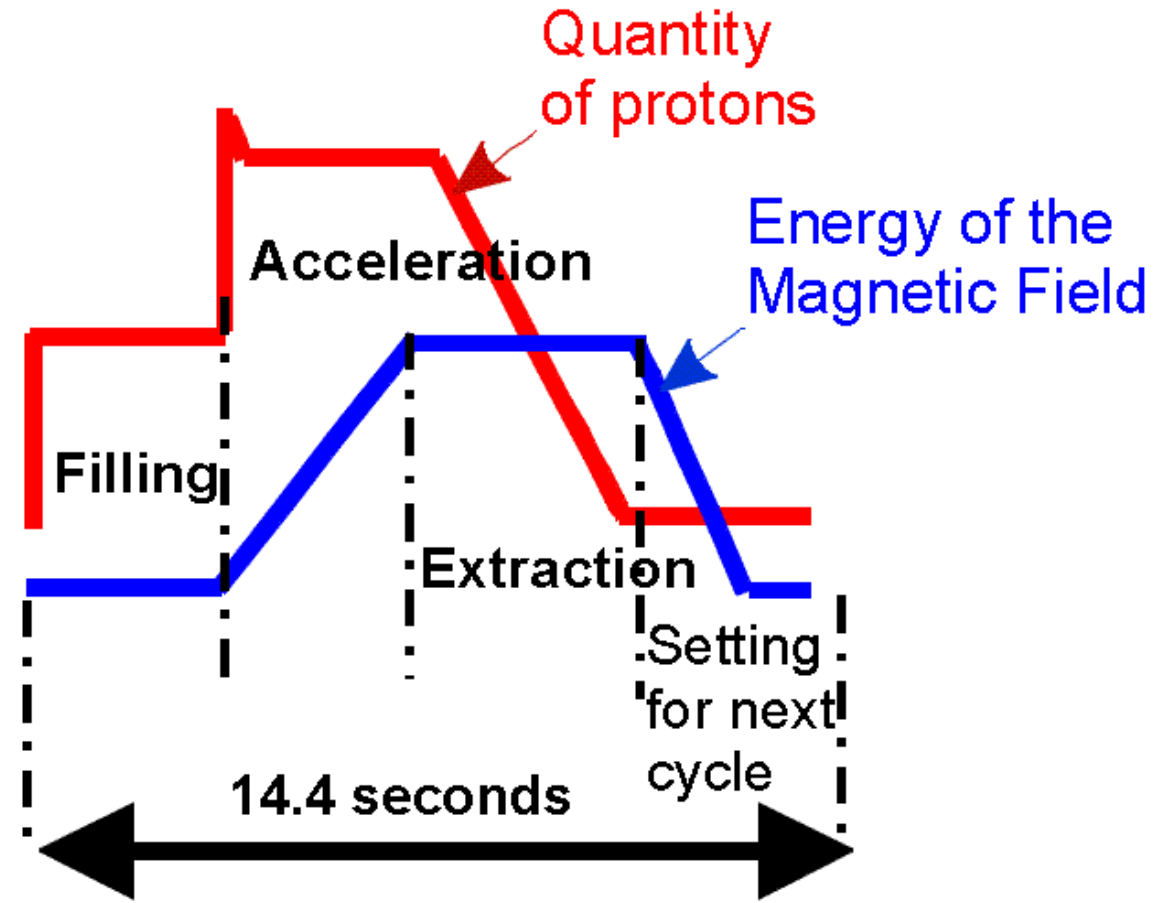 Quantity
of protons
Energy of the
Magnetic Field
Acceleration
Filling
Extraction
Setting
for next
cycle
14.4 seconds